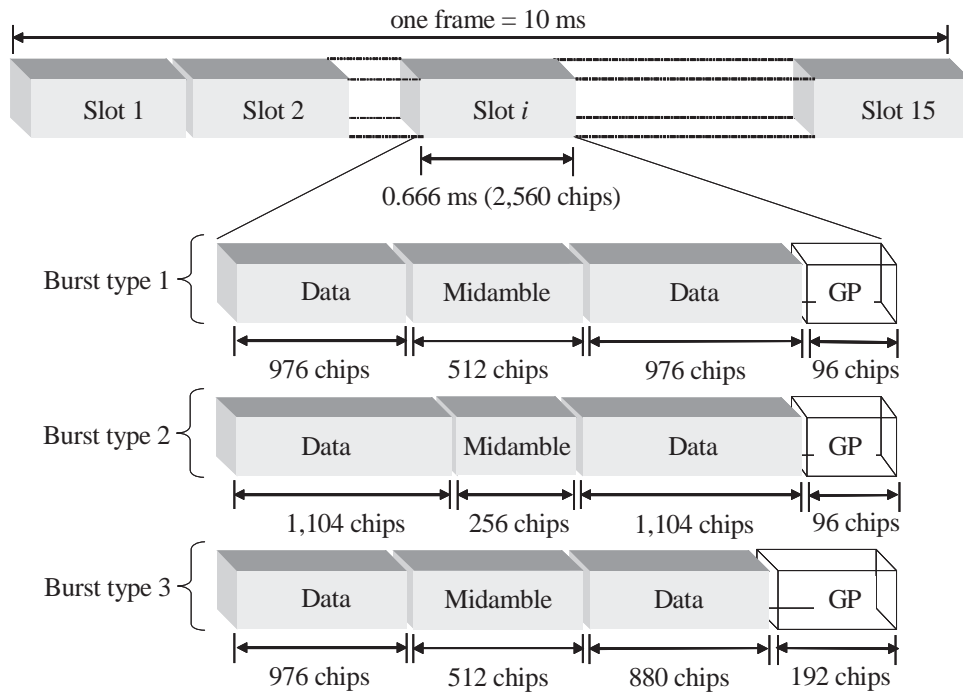 one frame = 10 ms
Slot 1 Slot 2 Slot i Slot 15
0.666 ms (2,560 chips)
Burst type 1
Data Midamble Data GP
976 chips 512 chips 976 chips 96 chips
Burst type 2
Data Midamble Data GP
1,104 chips 256 chips 1,104 chips 96 chips
Burst type 3
Data Midamble Data GP
976 chips 512 chips 880 chips 192 chips